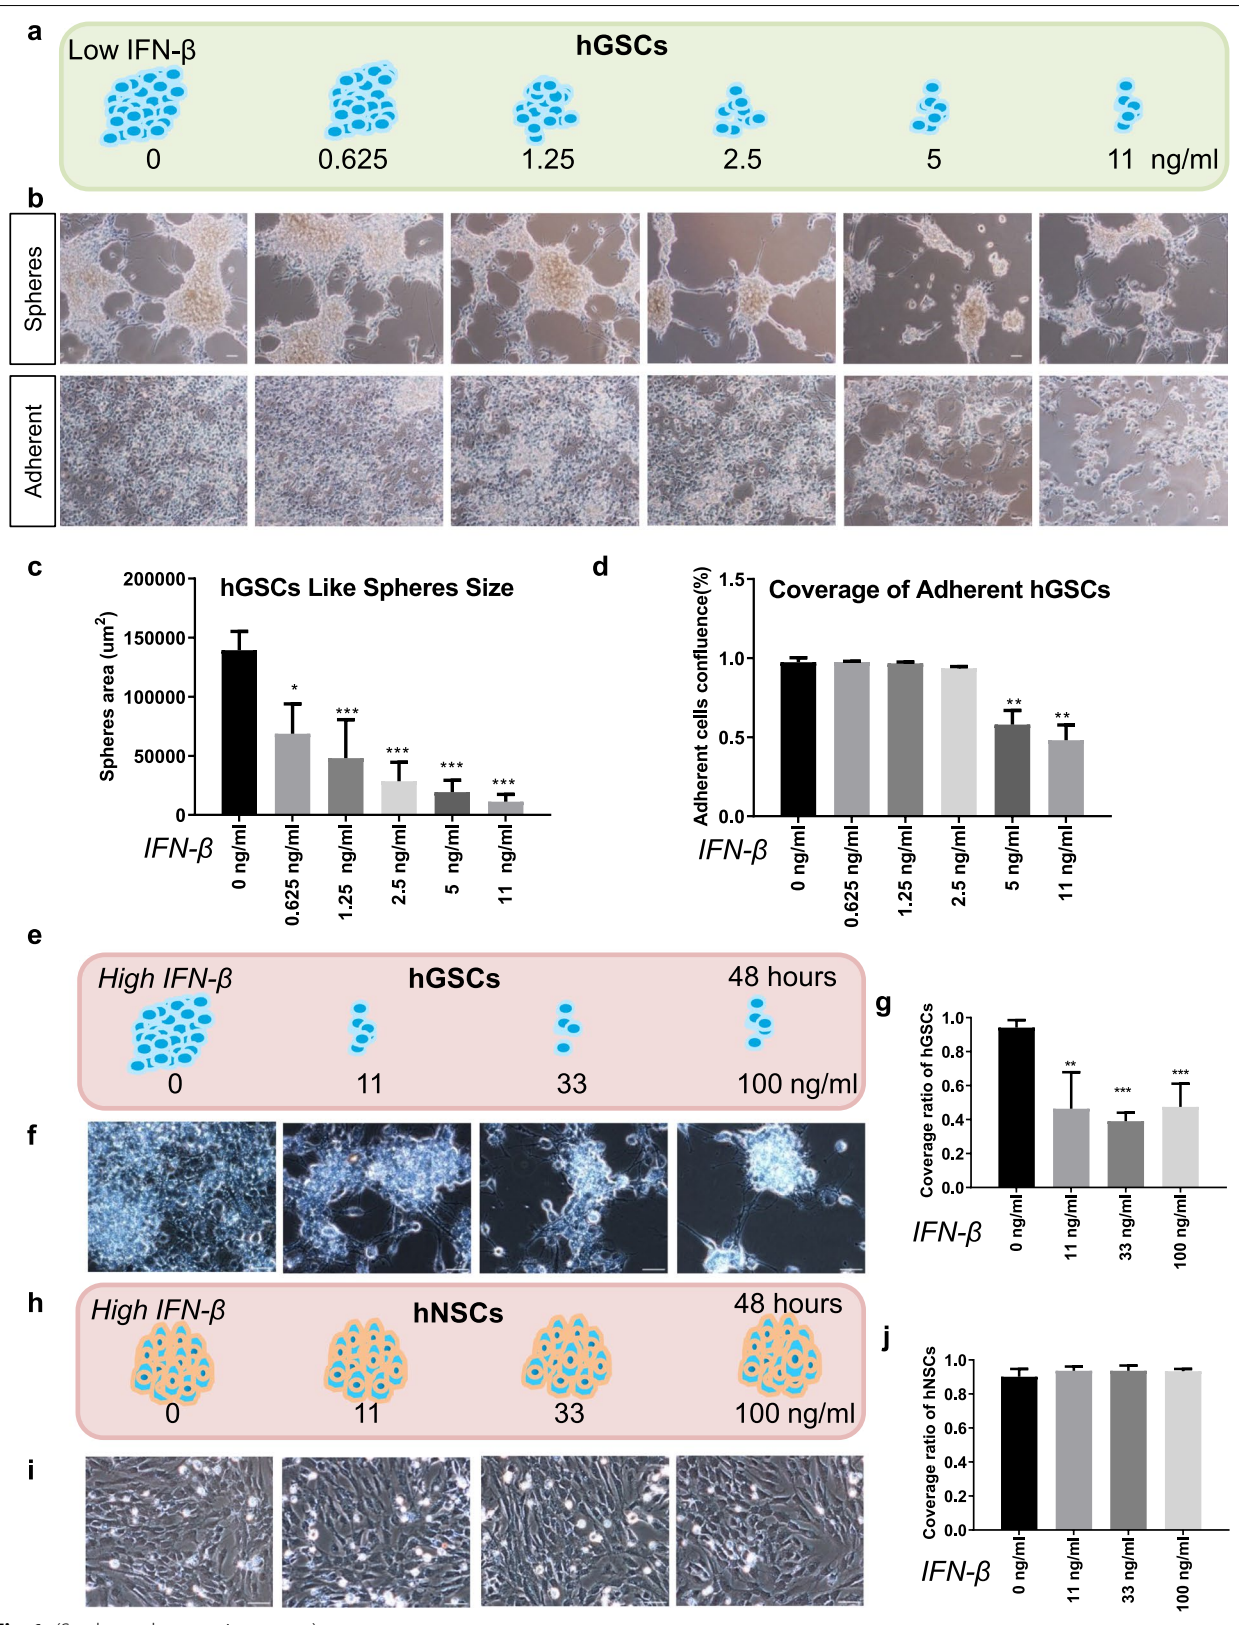 a
Low IFN-β
hGSCs
0 0.625 1.25 2.5 5 11 ng/ml
b
Spheres
Adherent
c
hGSCs Like Spheres Size
Spheres area (um²)
200000
150000
100000
50000
0
* *** *** *** ***
IFN-β
0 ng/ml
0.625 ng/ml
1.25 ng/ml
2.5 ng/ml
5 ng/ml
11 ng/ml
d
Coverage of Adherent hGSCs
Adherent cells confluence(%)
1.5
1.0
0.5
0.0
** **
IFN-β
0 ng/ml
0.625 ng/ml
1.25 ng/ml
2.5 ng/ml
5 ng/ml
11 ng/ml
e
High IFN-β hGSCs 48 hours
0 11 33 100 ng/ml
f
g
Coverage ratio of hGSCs
1.0
0.8
0.6
0.4
0.2
0.0
** *** ***
IFN-β
0 ng/ml
11 ng/ml
33 ng/ml
100 ng/ml
h
High IFN-β hNSCs 48 hours
0 11 33 100 ng/ml
i
j
Coverage ratio of hNSCs
1.0
0.8
0.6
0.4
0.2
0.0
IFN-β
0 ng/ml
11 ng/ml
33 ng/ml
100 ng/ml